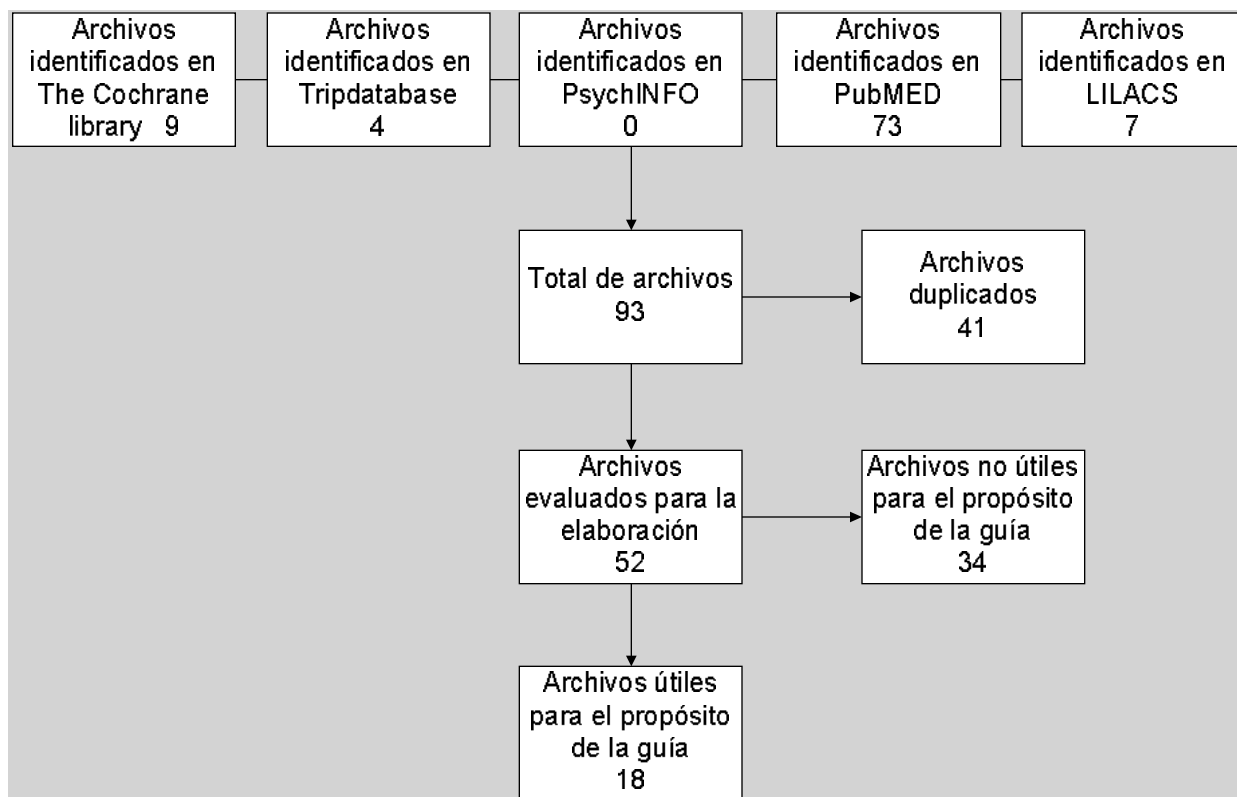 Archivos
identificados en
The Cochrane
library 9
Archivos
identificados en
Tripdatabase
4
Archivos
identificados en
PsychINFO
0
Archivos
identificados en
PubMED
73
Archivos
identificados en
LILACS
7
Total de archivos
93
Archivos
duplicados
41
Archivos
evaluados para la
elaboración
52
Archivos no útiles
para el propósito
de la guía
34
Archivos útiles
para el propósito
de la guía
18